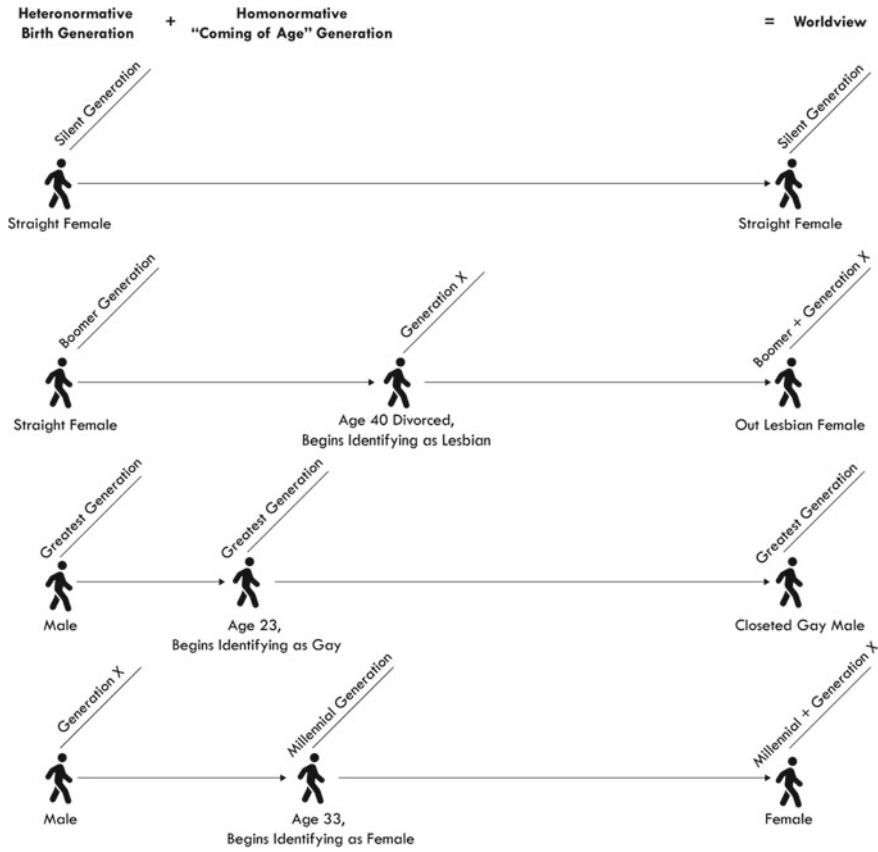 Heteronormative + Homonormative = Worldview
Birth Generation “Coming of Age” Generation
Silent Generation Silent Generation
Straight Female Straight Female
Boomer Generation Generation X Boomer + Generation X
Straight Female Age 40 Divorced, Out Lesbian Female
Begins Identifying as Lesbian
Greatest Generation Greatest Generation Greatest Generation
Male Age 23, Closeted Gay Male
Begins Identifying as Gay
Generation X Millennial Generation Millennial + Generation X
Male Age 33, Female
Begins Identifying as Female